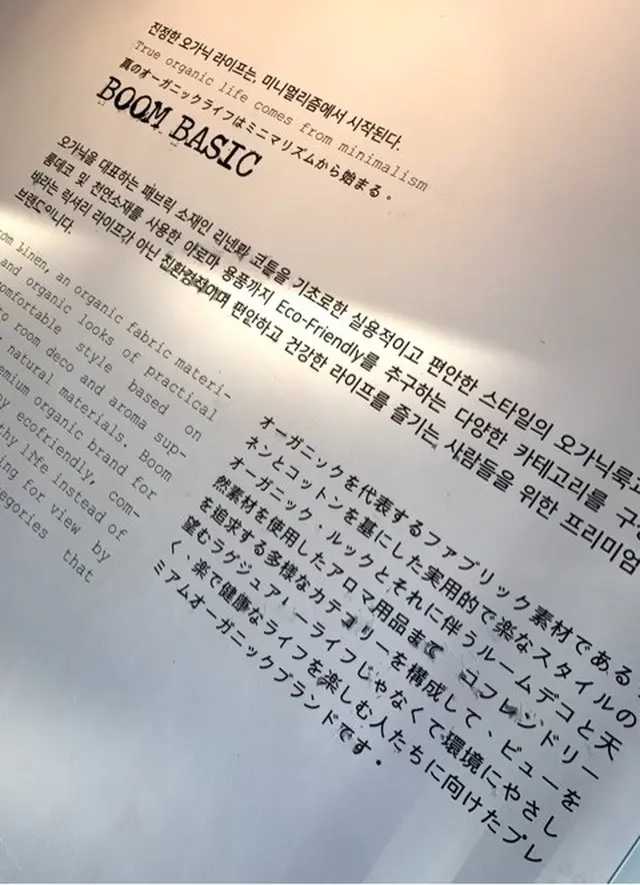 진정한 오가닉 라이프는, 미니멀리즘에서 시작된다.
True organic life comes from minimalism
真のオーガニックライフはミニマリズムから始まる。
BOOM BASIC
오가닉을 대표하는 패브릭 소재인 리넨과 코튼을 기초로한 실용적이고 편안한 스타일의 오가닉룩과
룸데코 및 천연소재를 사용한 아로마 용품까지 Eco-Friendly를 추구하는 다양한 카테고리를
바라는 럭셔리 라이프가 아닌 친환경적이며 편안하고 건강한 라이프를 즐기는 사람들을 위한 프리미엄
브랜드입니다.
linen, an organic fabric materi-
and organic looks of practical
comfortable style based on
to room deco and aroma sup-
natural materials. Boom
premium organic brand for
by ecofriendly, com-
life instead of
for view by
that
オーガニックを代表するファブリック素材である
ネンとコットンを基にした実用的で楽なスタイルの
オーガニック、ルックとそれに伴うルームデコと天
然素材を使用したアロマ用品まで フレンドリー
を追求する多様なカテゴリーを構成して、ビューを
望むラグジュアリーライフじゃなくて環境にやさし
く、楽で健康なライフを楽しむ人たちに向けたプレ
ミアムオーガニックブランドです。